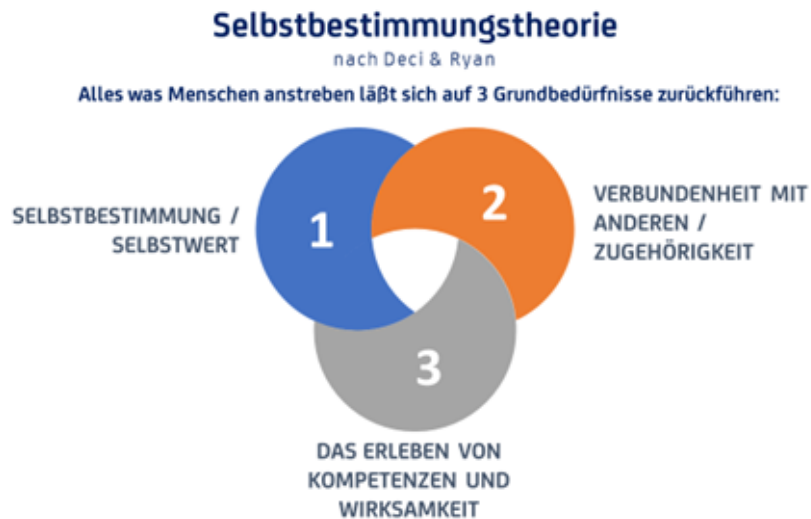 Selbstbestimmungstheorie
nach Deci & Ryan
Alles was Menschen anstreben läßt sich auf 3 Grundbedürfnisse zurückführen:
SELBSTBESTIMMUNG /
SELBSTWERT
1
2
VERBUNDENHEIT MIT
ANDEREN /
ZUGEHÖRIGKEIT
3
DAS ERLEBEN VON
KOMPETENZEN UND
WIRKSAMKEIT